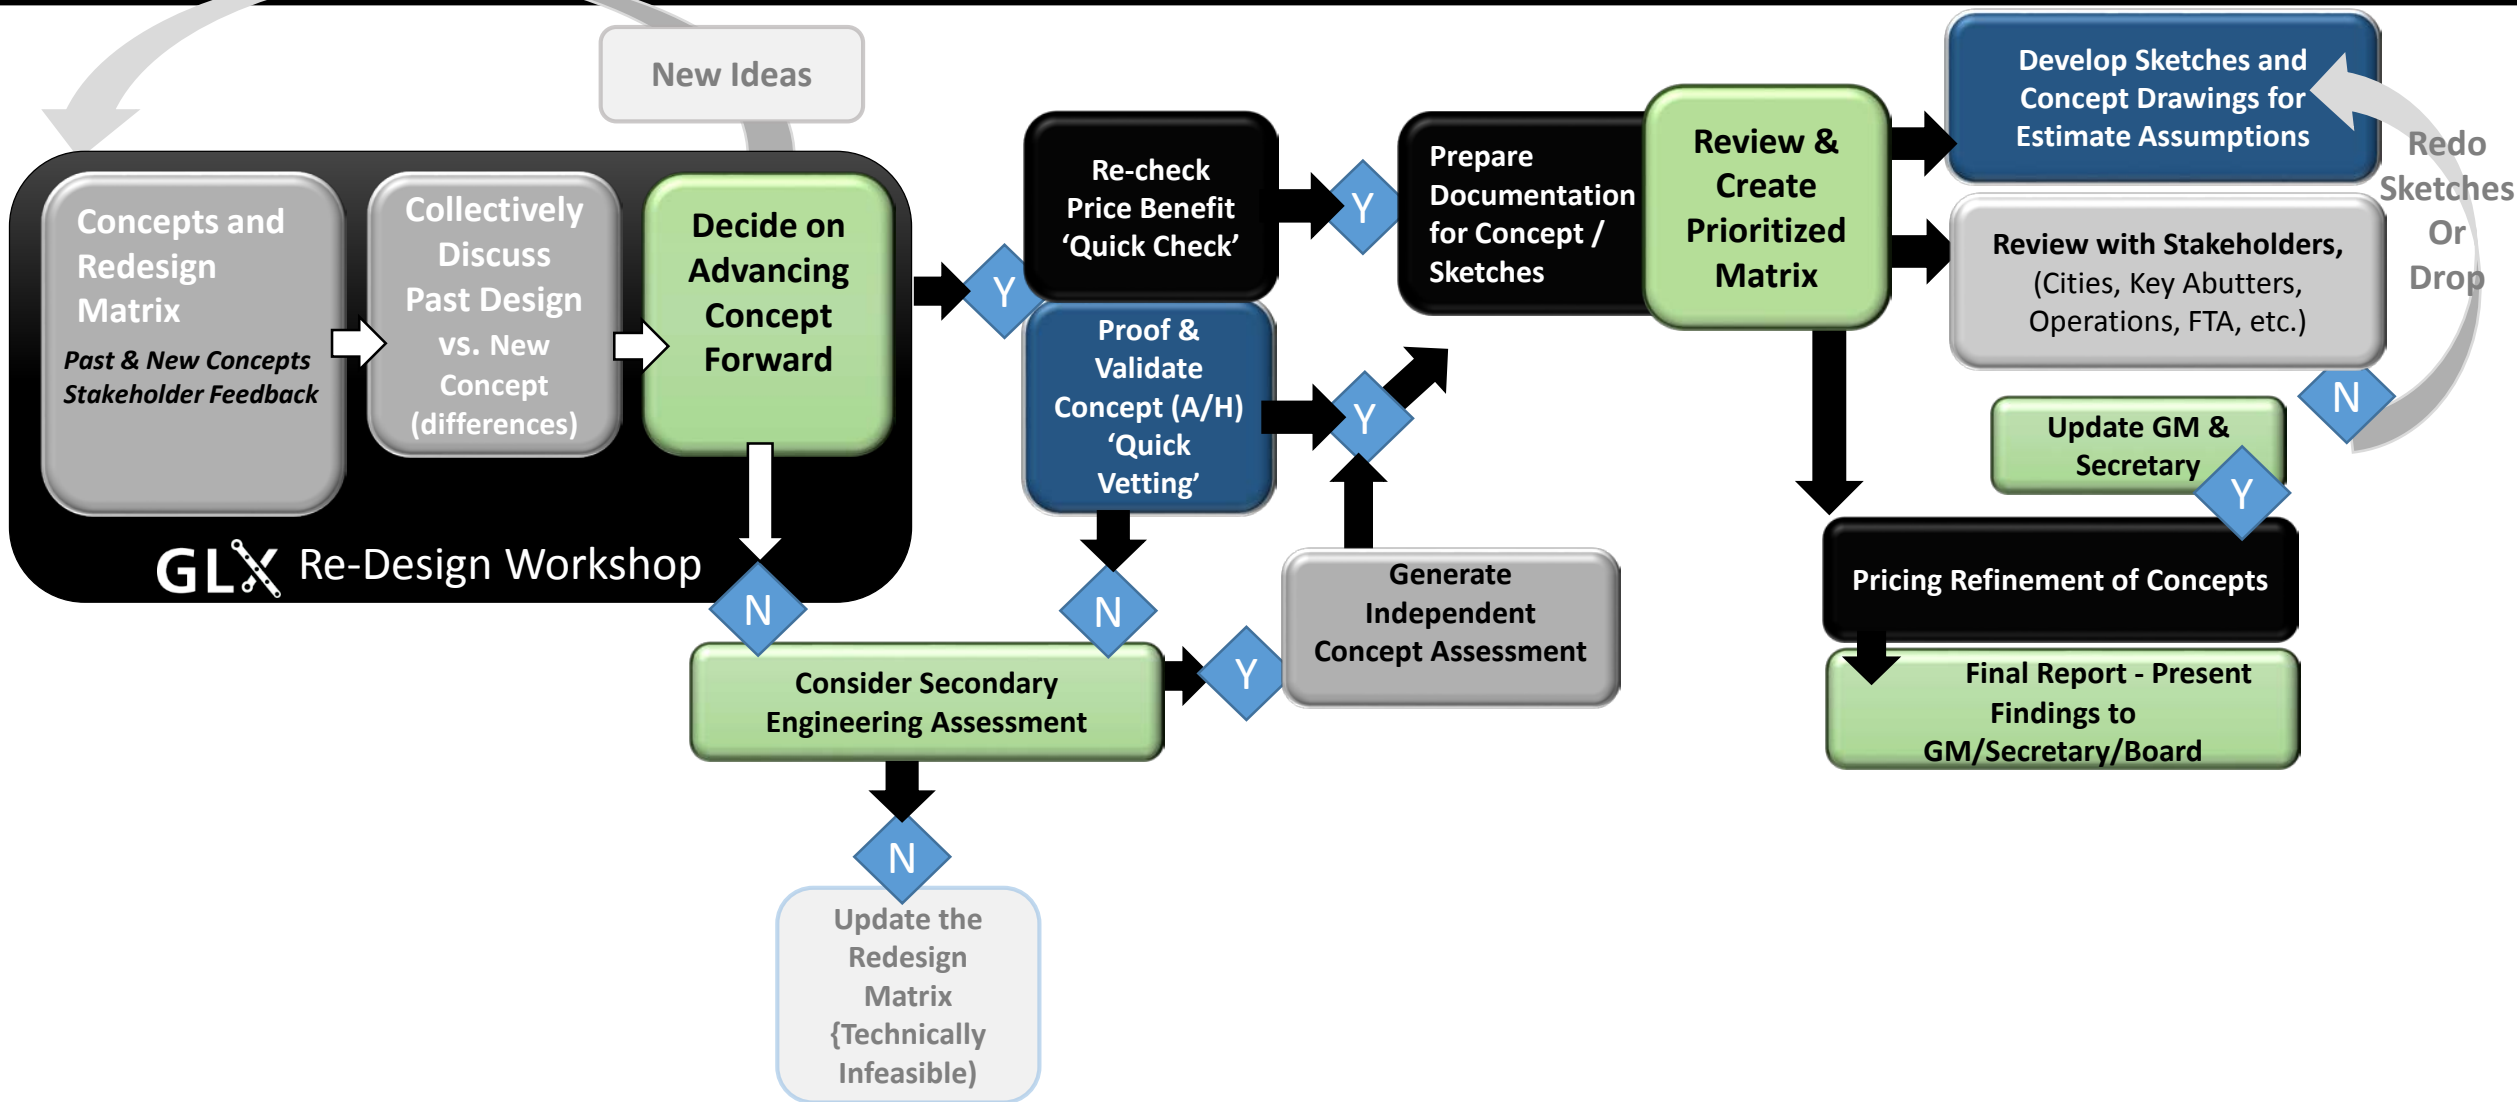 New Ideas
Concepts and
Redesign
Matrix
Past & New Concepts
Stakeholder Feedback
Collectively
Discuss
Past Design
vs. New
Concept
(differences)
Decide on
Advancing
Concept
Forward
GLX Re-Design Workshop
N
Y
Re-check
Price Benefit
‘Quick Check’
Y
Proof &
Validate
Concept (A/H)
‘Quick
Vetting’
Y
N
Consider Secondary
Engineering Assessment
Y
Generate
Independent
Concept Assessment
N
Update the
Redesign
Matrix
{Technically
Infeasible)
Prepare
Documentation
for Concept /
Sketches
Review &
Create
Prioritized
Matrix
Develop Sketches and
Concept Drawings for
Estimate Assumptions
Redo
Sketches
Or
Drop
Review with Stakeholders,
(Cities, Key Abutters,
Operations, FTA, etc.)
N
Update GM &
Secretary
Y
Pricing Refinement of Concepts
Final Report - Present
Findings to
GM/Secretary/Board